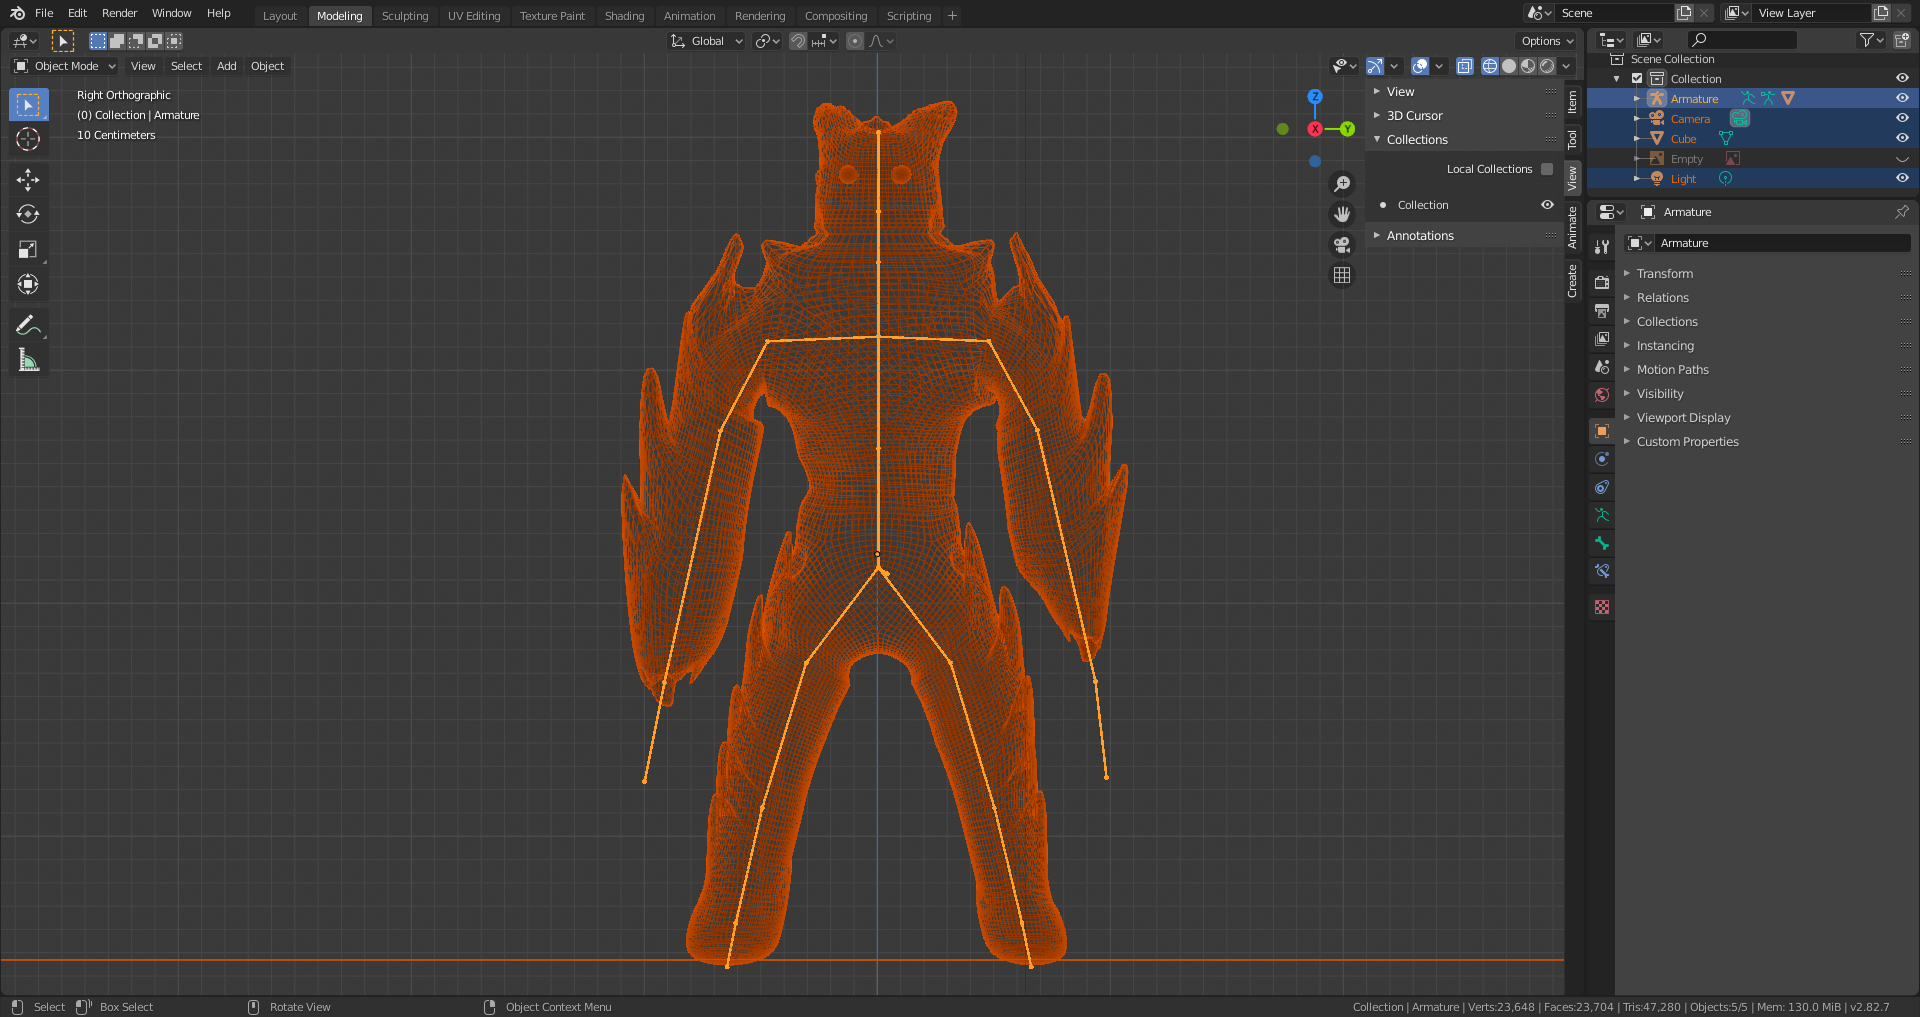 File Edit Render Window Help Layout Modeling Sculpting UV Editing Texture Paint Shading Animation Rendering Compositing Scripting + Scene View Layer
Global Options
Object Mode View Select Add Object
Right Orthographic
(0) Collection | Armature
10 Centimeters
Z
X
Y
View
3D Cursor
Collections
Local Collections
Collection
Annotations
Item
Tool
View
Animate
Create
Scene Collection
Collection
Armature
Camera
Cube
Empty
Light
Armature
Armature
Transform
Relations
Collections
Instancing
Motion Paths
Visibility
Viewport Display
Custom Properties
Select Box Select Rotate View Object Context Menu Collection | Armature | Verts:23,648 | Faces:23,704 | Tris:47,280 | Objects:5/5 | Mem: 130.0 MiB | v2.82.7